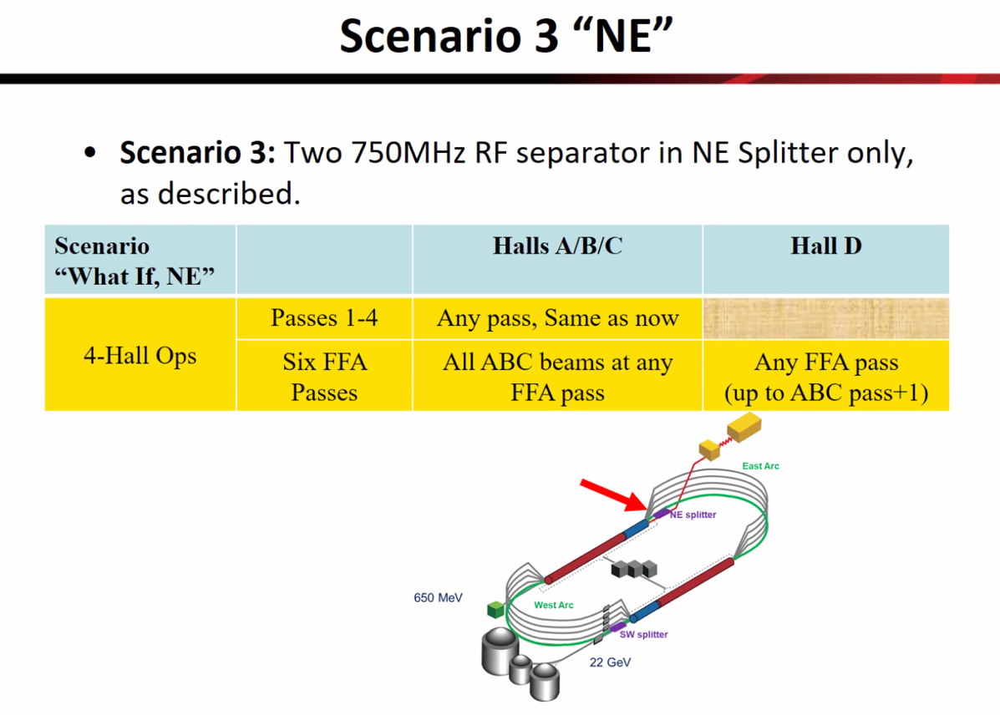 Scenario 3 “NE”
• Scenario 3: Two 750MHz RF separator in NE Splitter only,
as described.
Scenario
“What If, NE”
Halls A/B/C
Hall D
4-Hall Ops
Passes 1-4
Any pass, Same as now
Six FFA
Passes
All ABC beams at any
FFA pass
Any FFA pass
(up to ABC pass+1)
East Arc
NE splitter
650 MeV
West Arc
SW splitter
22 GeV